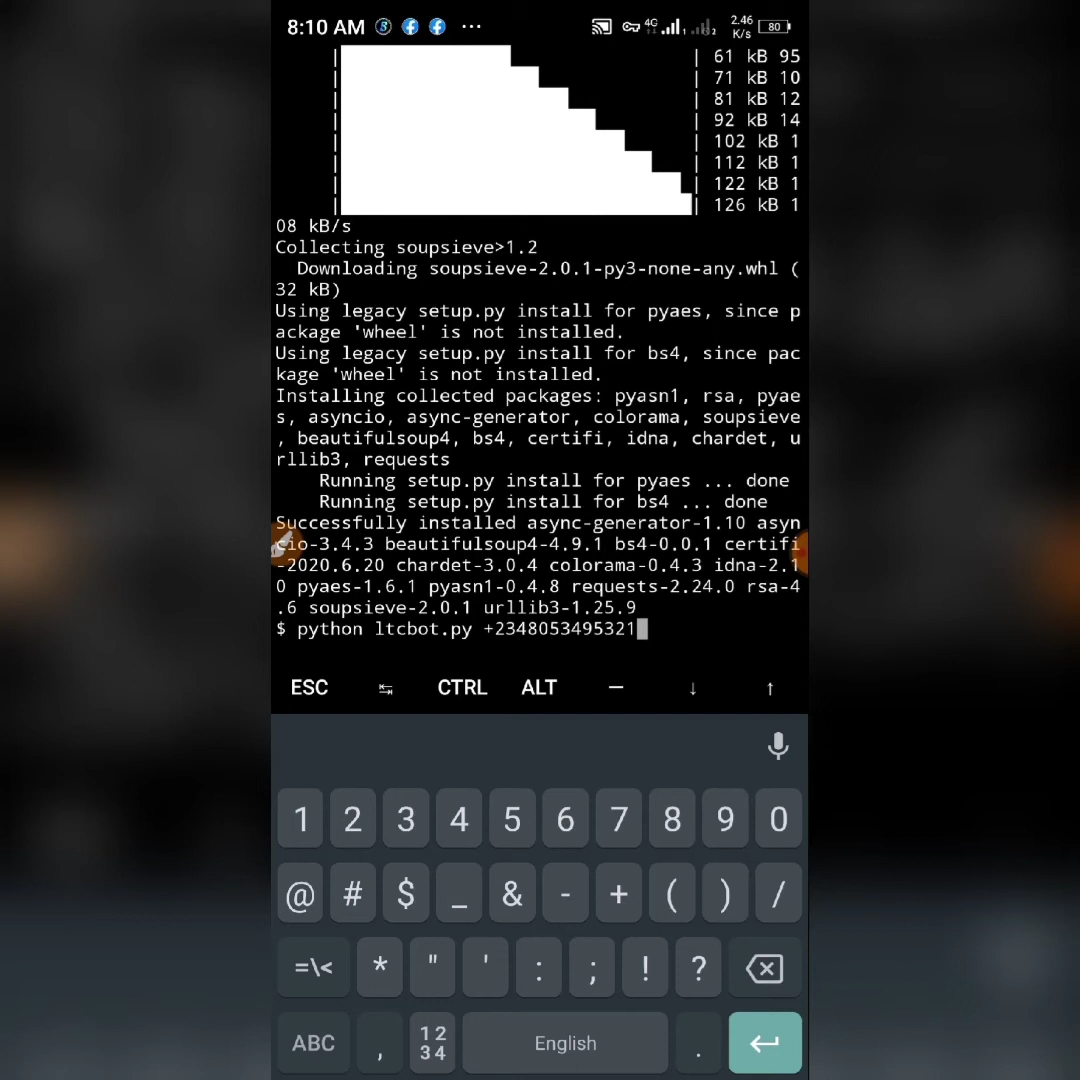 8:10 AM ... 4G 1 2 2.46 K/s 80
| | 61 kB 95
| | 71 kB 10
| | 81 kB 12
| | 92 kB 14
| | 102 kB 1
| | 112 kB 1
| | 122 kB 1
| | 126 kB 1
08 kB/s
Collecting soupsieve>1.2
Downloading soupsieve-2.0.1-py3-none-any.whl (
32 kB)
Using legacy setup.py install for pyaes, since p
ackage 'wheel' is not installed.
Using legacy setup.py install for bs4, since pac
kage 'wheel' is not installed.
Installing collected packages: pyasn1, rsa, pyae
s, asyncio, async-generator, colorama, soupsieve
, beautifulsoup4, bs4, certifi, idna, chardet, u
rllib3, requests
Running setup.py install for pyaes ... done
Running setup.py install for bs4 ... done
Successfully installed async-generator-1.10 asyn
cio-3.4.3 beautifulsoup4-4.9.1 bs4-0.0.1 certifi
-2020.6.20 chardet-3.0.4 colorama-0.4.3 idna-2.1
0 pyaes-1.6.1 pyasn1-0.4.8 requests-2.24.0 rsa-4
.6 soupsieve-2.0.1 urllib3-1.25.9
$ python ltcbot.py +2348053495321
ESC ↹ CTRL ALT — ↓ ↑
1 2 3 4 5 6 7 8 9 0
@ # $ _ & - + ( ) /
=\< * " ' : ; ! ?
ABC , 12 34 English .